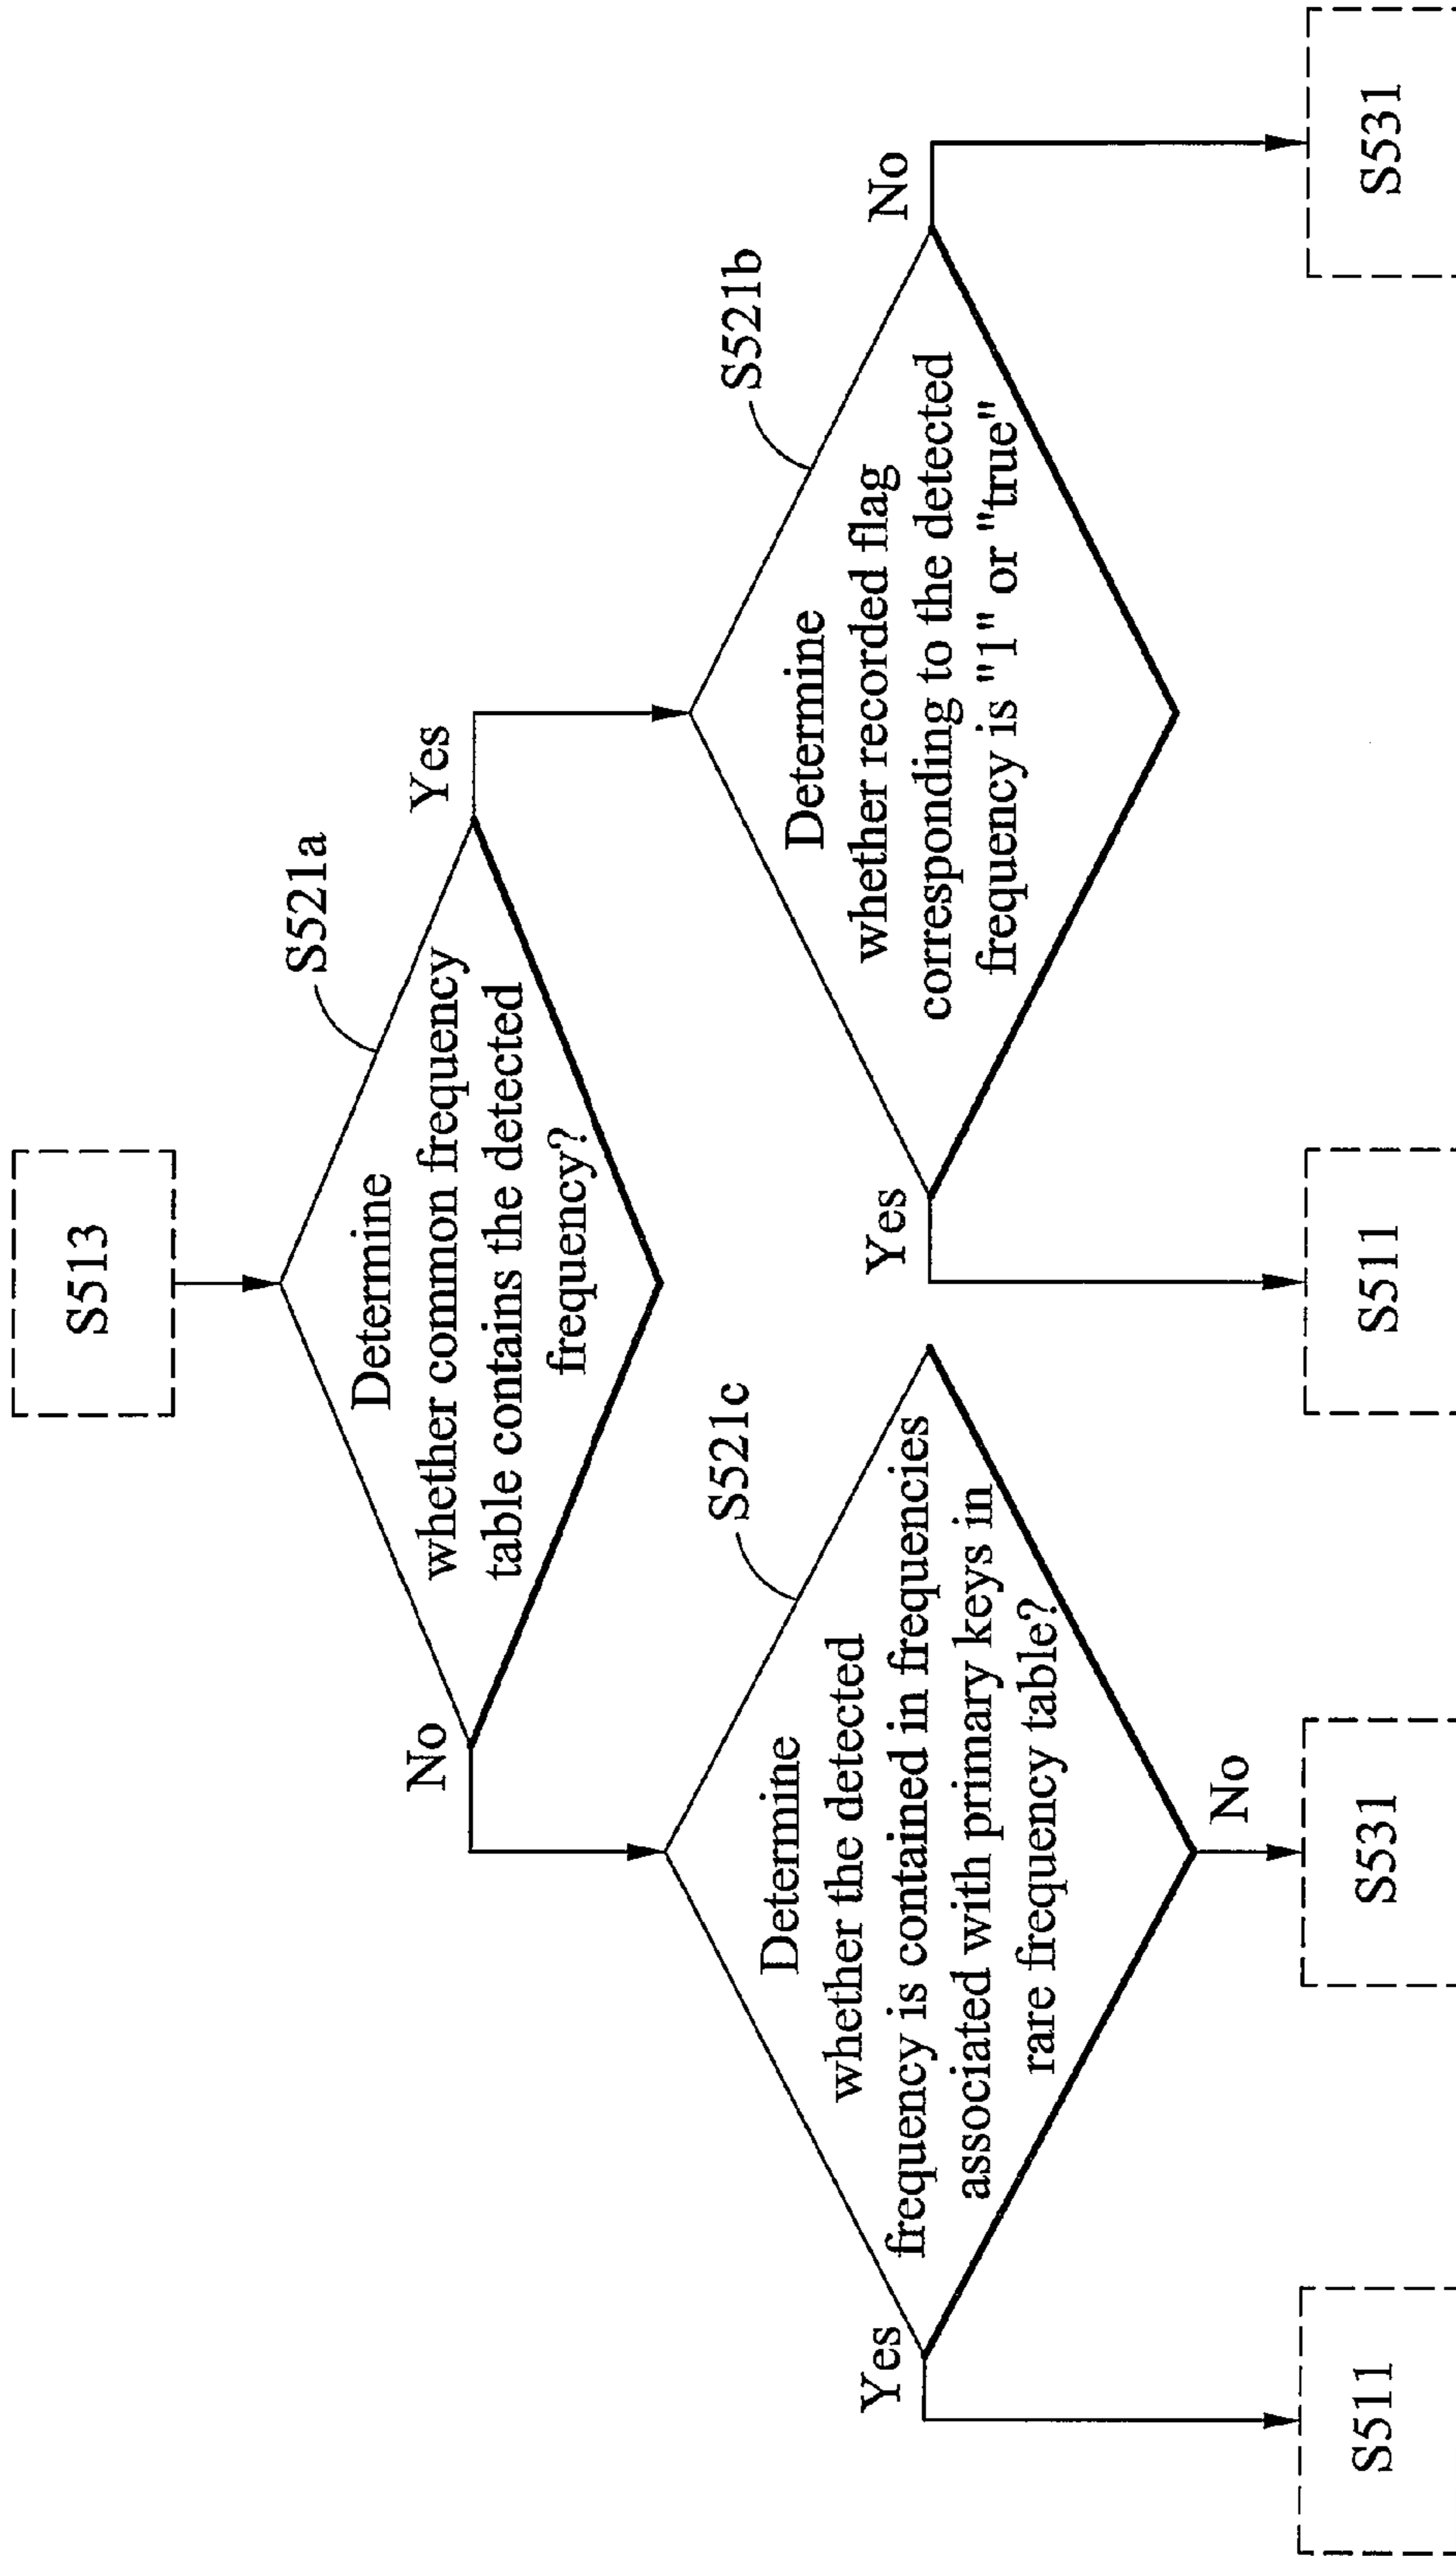 S513
S521a
Determine
whether common frequency
table contains the detected
frequency?
No
Yes
S521c
Determine
whether the detected
frequency is contained in frequencies
associated with primary keys in
rare frequency table?
S521b
Determine
whether recorded flag
corresponding to the detected
frequency is "1" or "true"
Yes
No
Yes
No
S511
S531
S511
S531